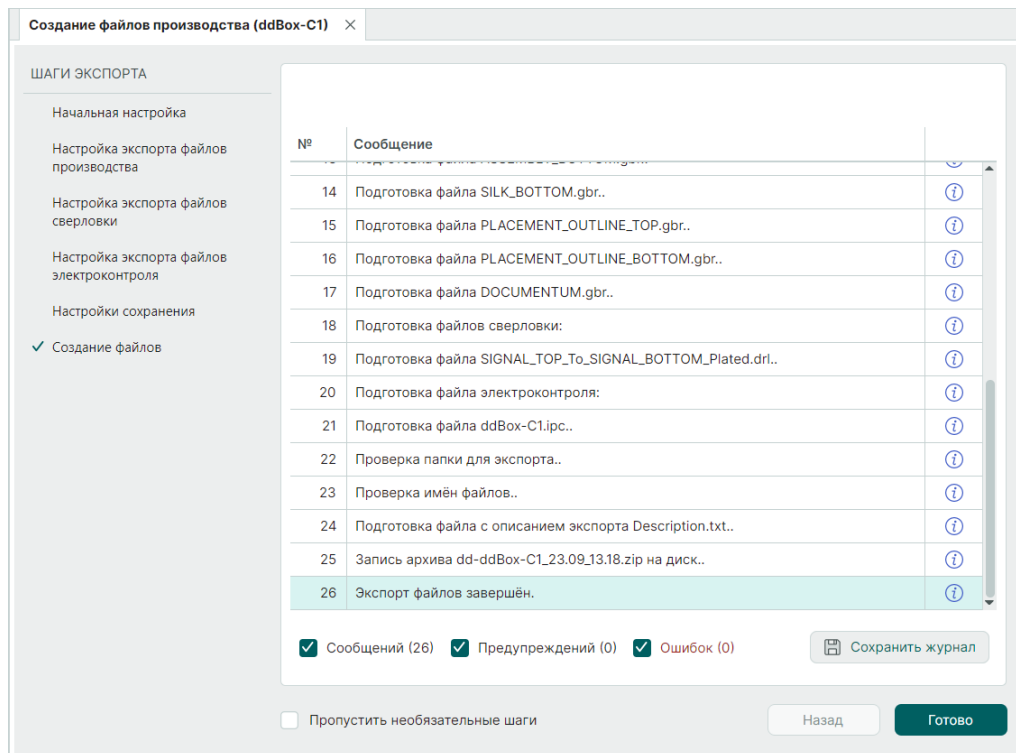 Создание файлов производства (ddBox-C1)
ШАГИ ЭКСПОРТА
Начальная настройка
Настройка экспорта файлов
производства
Настройка экспорта файлов
сверловки
Настройка экспорта файлов
электроконтроля
Настройки сохранения
Создание файлов
№ Сообщение
14 Подготовка файла SILK_BOTTOM.gbr..
15 Подготовка файла PLACEMENT_OUTLINE_TOP.gbr..
16 Подготовка файла PLACEMENT_OUTLINE_BOTTOM.gbr..
17 Подготовка файла DOCUMENTUM.gbr..
18 Подготовка файлов сверловки:
19 Подготовка файла SIGNAL_TOP_To_SIGNAL_BOTTOM_Plated.drl..
20 Подготовка файла электроконтроля:
21 Подготовка файла ddBox-C1.ipc..
22 Проверка папки для экспорта..
23 Проверка имён файлов..
24 Подготовка файла с описанием экспорта Description.txt..
25 Запись архива dd-ddBox-C1_23.09_13.18.zip на диск..
26 Экспорт файлов завершён.
Сообщений (26) Предупреждений (0) Ошибок (0) Сохранить журнал
Пропустить необязательные шаги Назад Готово